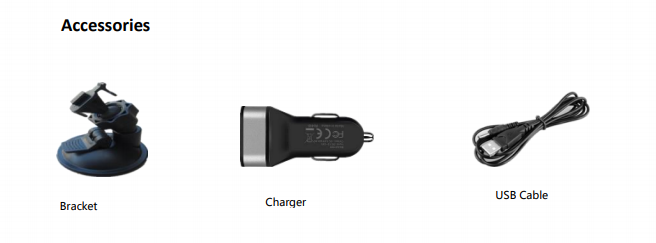 Accessories
Bracket
Charger
USB Cable